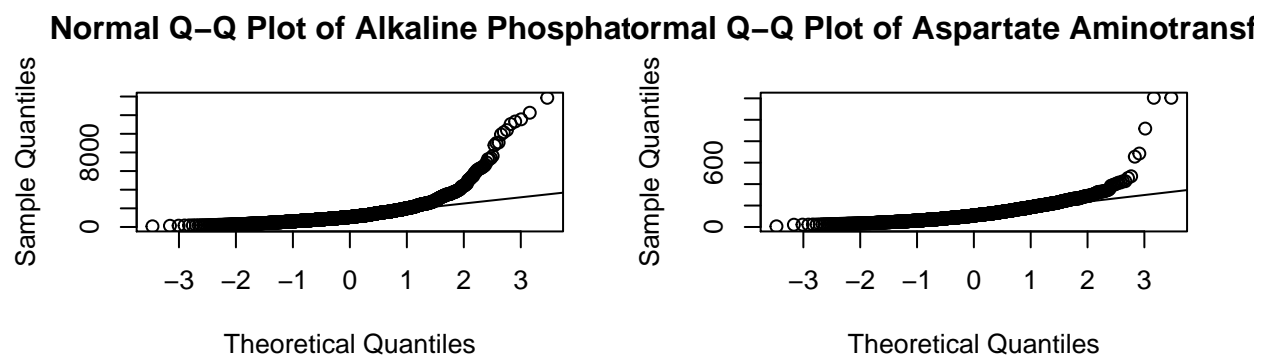 Normal Q−Q Plot of Alkaline Phosphatormal Q−Q Plot of Aspartate Aminotransf
Sample Quantiles
8000
0
−3 −2 −1 0 1 2 3
Theoretical Quantiles
Sample Quantiles
600
0
−3 −2 −1 0 1 2 3
Theoretical Quantiles